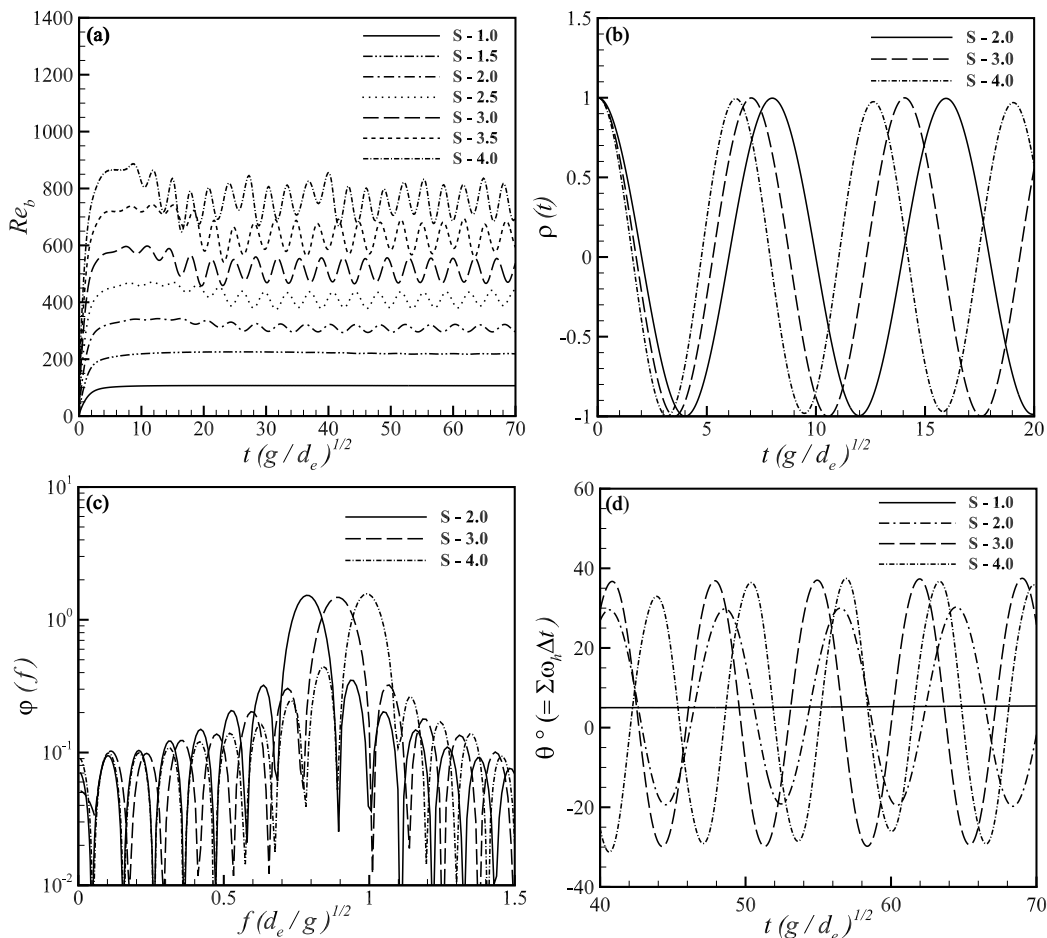 (a)
S - 1.0
S - 1.5
S - 2.0
S - 2.5
S - 3.0
S - 3.5
S - 4.0
1400
1200
1000
800
600
400
200
0
Re_b
0 10 20 30 40 50 60 70
t (g / d_e)^{1/2}
(b)
S - 2.0
S - 3.0
S - 4.0
1
0.5
0
-0.5
-1
ρ (t)
0 5 10 15 20
t (g / d_e)^{1/2}
(c)
S - 2.0
S - 3.0
S - 4.0
10^1
10^0
10^{-1}
10^{-2}
φ (f)
0 0.5 1 1.5
f (d_e / g)^{1/2}
(d)
S - 1.0
S - 2.0
S - 3.0
S - 4.0
60
40
20
0
-20
-40
θ ° (= Σω_h Δt)
40 50 60 70
t (g / d_e)^{1/2}